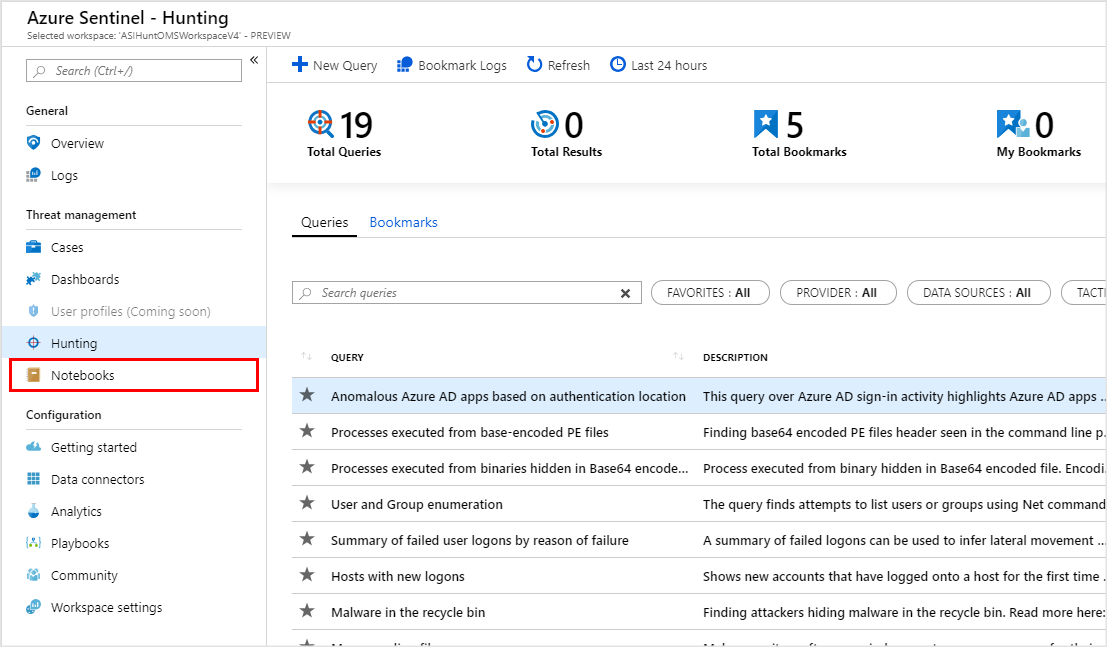 Azure Sentinel - Hunting
Selected workspace: 'ASIHuntOMSWorkspaceV4' - PREVIEW
Search (Ctrl+/)
«
General
Overview
Logs
Threat management
Cases
Dashboards
User profiles (Coming soon)
Hunting
Notebooks
Configuration
Getting started
Data connectors
Analytics
Playbooks
Community
Workspace settings
New Query Bookmark Logs Refresh Last 24 hours
19 0 5 0
Total Queries Total Results Total Bookmarks My Bookmarks
Queries Bookmarks
Search queries FAVORITES : All PROVIDER : All DATA SOURCES : All TACTI
QUERY DESCRIPTION
Anomalous Azure AD apps based on authentication location This query over Azure AD sign-in activity highlights Azure AD apps ...
Processes executed from base-encoded PE files Finding base64 encoded PE files header seen in the command line p.
Processes executed from binaries hidden in Base64 encode... Process executed from binary hidden in Base64 encoded file. Encodi.
User and Group enumeration The query finds attempts to list users or groups using Net command
Summary of failed user logons by reason of failure A summary of failed logons can be used to infer lateral movement ...
Hosts with new logons Shows new accounts that have logged onto a host for the first time .
Malware in the recycle bin Finding attackers hiding malware in the recycle bin. Read more here: